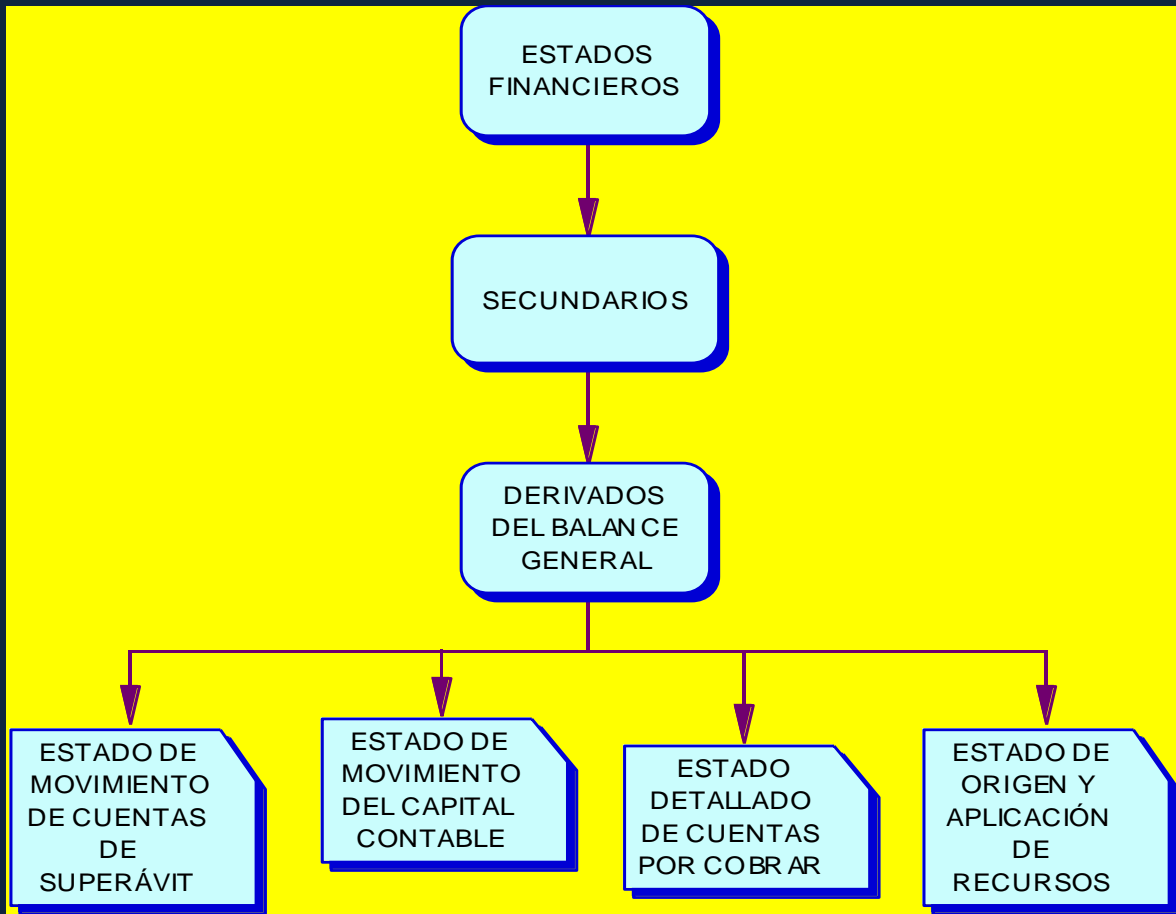 ESTADOS
FINANCIEROS
SECUNDARIOS
DERIVADOS
DEL BALANCE
GENERAL
ESTADO DE
MOVIMIENTO
DE CUENTAS
DE
SUPERÁVIT
ESTADO DE
MOVIMIENTO
DEL CAPITAL
CONTABLE
ESTADO
DETALLADO
DE CUENTAS
POR COBRAR
ESTADO DE
ORIGEN Y
APLICACIÓN
DE
RECURSOS